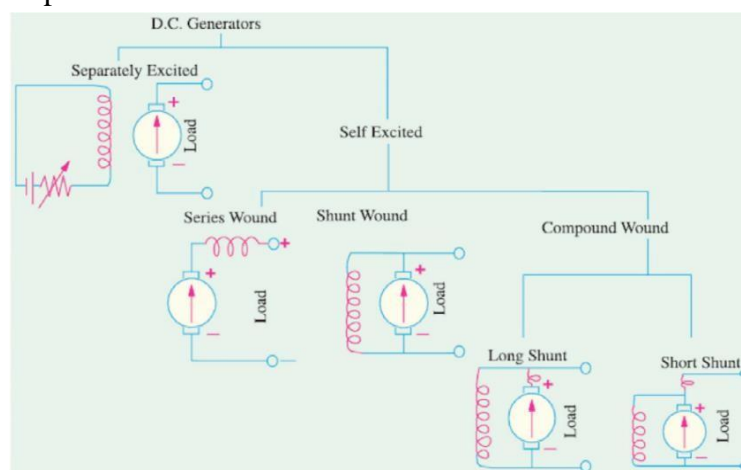 D.C. Generators
Separately Excited
+
Load
−
Self Excited
Series Wound
Shunt Wound
Compound Wound
+
+
Load
−
−
+
Load
−
Long Shunt
Short Shunt
+
Load
−
+
Load
−